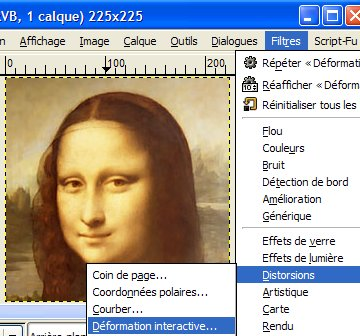 VB, 1 calque) 225x225
Affichage Image Calque Outils Dialogues Filtres Script-Fu
0 100 200
Répéter « Déformati
Réafficher « Déformat
Réinitialiser tous les
Flou
Couleurs
Bruit
Détection de bord
Amélioration
Générique
Effets de verre
Effets de lumière
Distorsions
Artistique
Carte
Rendu
Coin de page...
Coordonnées polaires...
Courber...
Déformation interactive...